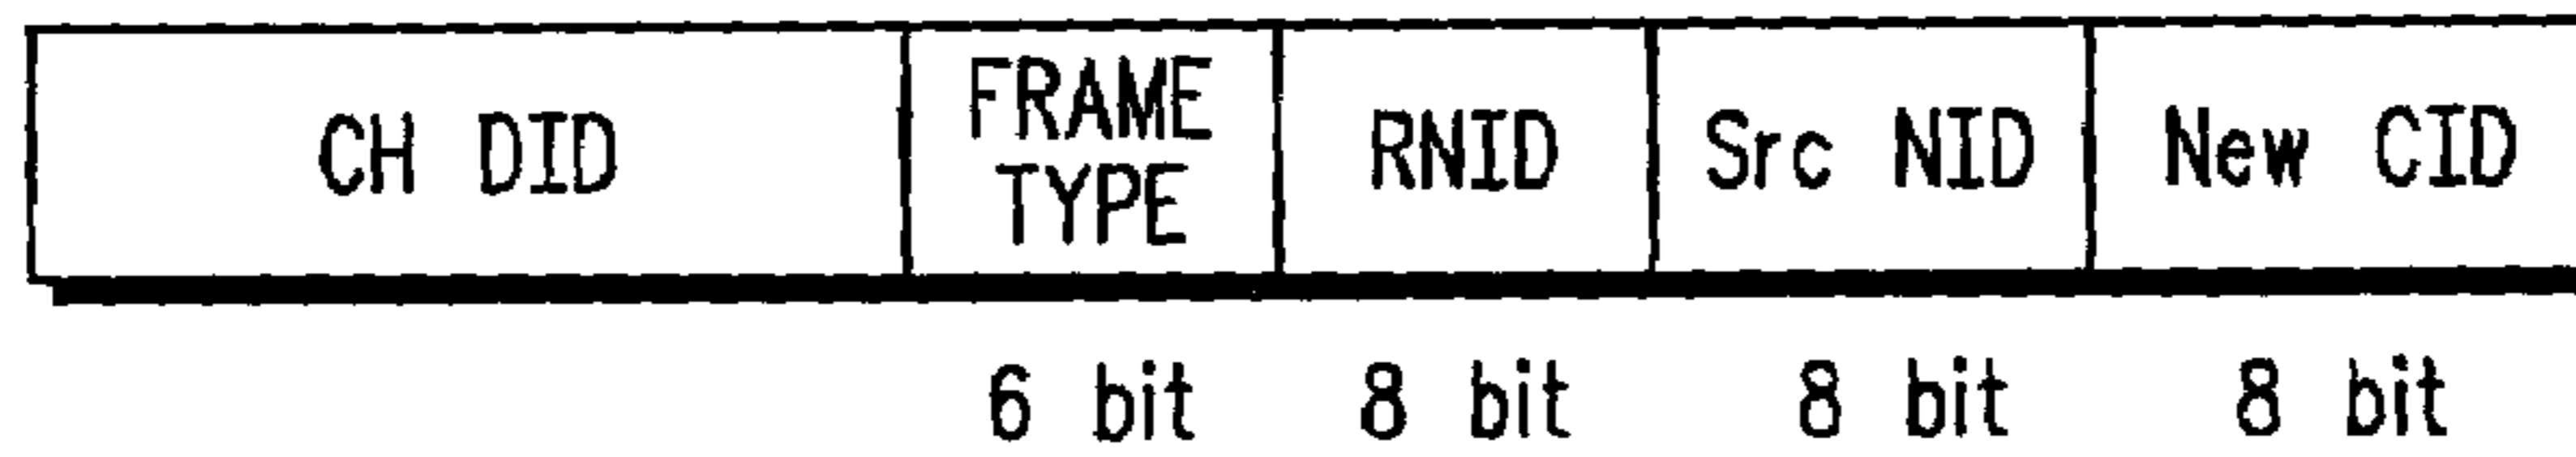 CH DID
FRAME
TYPE
RNID
Src NID
New CID
6 bit
8 bit
8 bit
8 bit